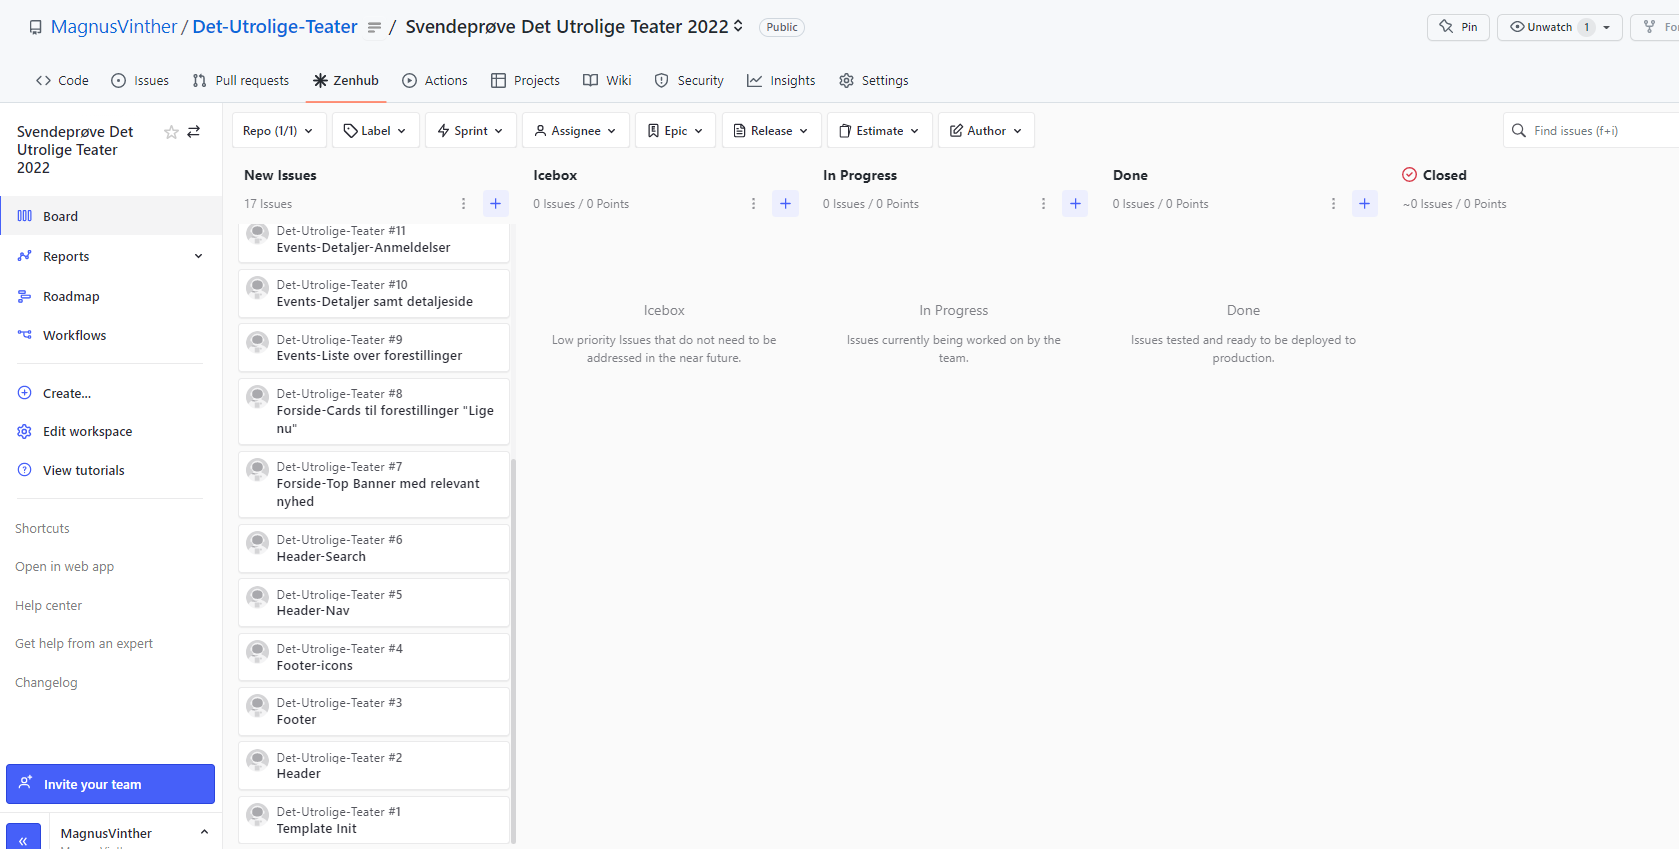 MagnusVinther / Det-Utrolige-Teater / Svendeprøve Det Utrolige Teater 2022 Public
Pin
Unwatch 1
Code
Issues
Pull requests
Zenhub
Actions
Projects
Wiki
Security
Insights
Settings
Svendeprøve Det
Utrolige Teater
2022
Board
Reports
Roadmap
Workflows
Create...
Edit workspace
View tutorials
Shortcuts
Open in web app
Help center
Get help from an expert
Changelog
Invite your team
MagnusVinther
Repo (1/1)
Label
Sprint
Assignee
Epic
Release
Estimate
Author
Find issues (f+i)
New Issues
17 Issues
Det-Utrolige-Teater #11
Events-Detaljer-Anmeldelser
Det-Utrolige-Teater #10
Events-Detaljer samt detaljeside
Det-Utrolige-Teater #9
Events-Liste over forestillinger
Det-Utrolige-Teater #8
Forside-Cards til forestillinger "Lige
nu"
Det-Utrolige-Teater #7
Forside-Top Banner med relevant
nyhed
Det-Utrolige-Teater #6
Header-Search
Det-Utrolige-Teater #5
Header-Nav
Det-Utrolige-Teater #4
Footer-icons
Det-Utrolige-Teater #3
Footer
Det-Utrolige-Teater #2
Header
Det-Utrolige-Teater #1
Template Init
Icebox
0 Issues / 0 Points
Icebox
Low priority Issues that do not need to be
addressed in the near future.
In Progress
0 Issues / 0 Points
In Progress
Issues currently being worked on by the
team.
Done
0 Issues / 0 Points
Done
Issues tested and ready to be deployed to
production.
Closed
~0 Issues / 0 Points